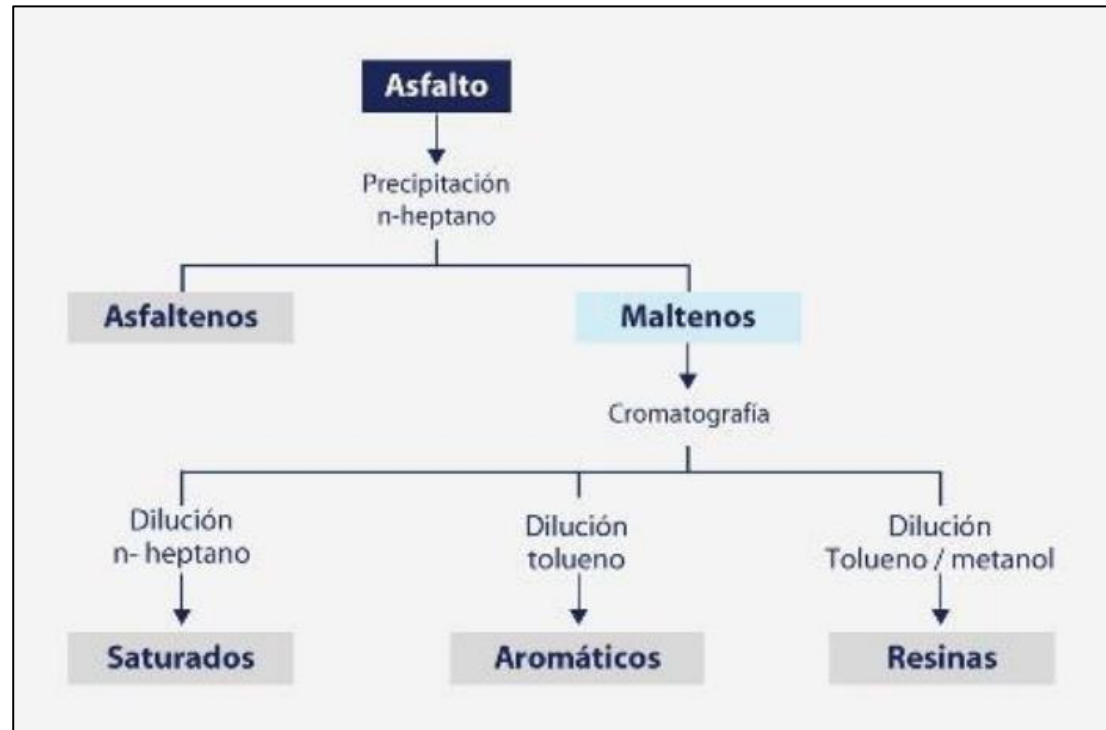 Asfalto
Precipitación
n-heptano
Asfaltenos
Maltenos
Cromatografía
Dilución
n- heptano
Dilución
tolueno
Dilución
Tolueno / metanol
Saturados
Aromáticos
Resinas